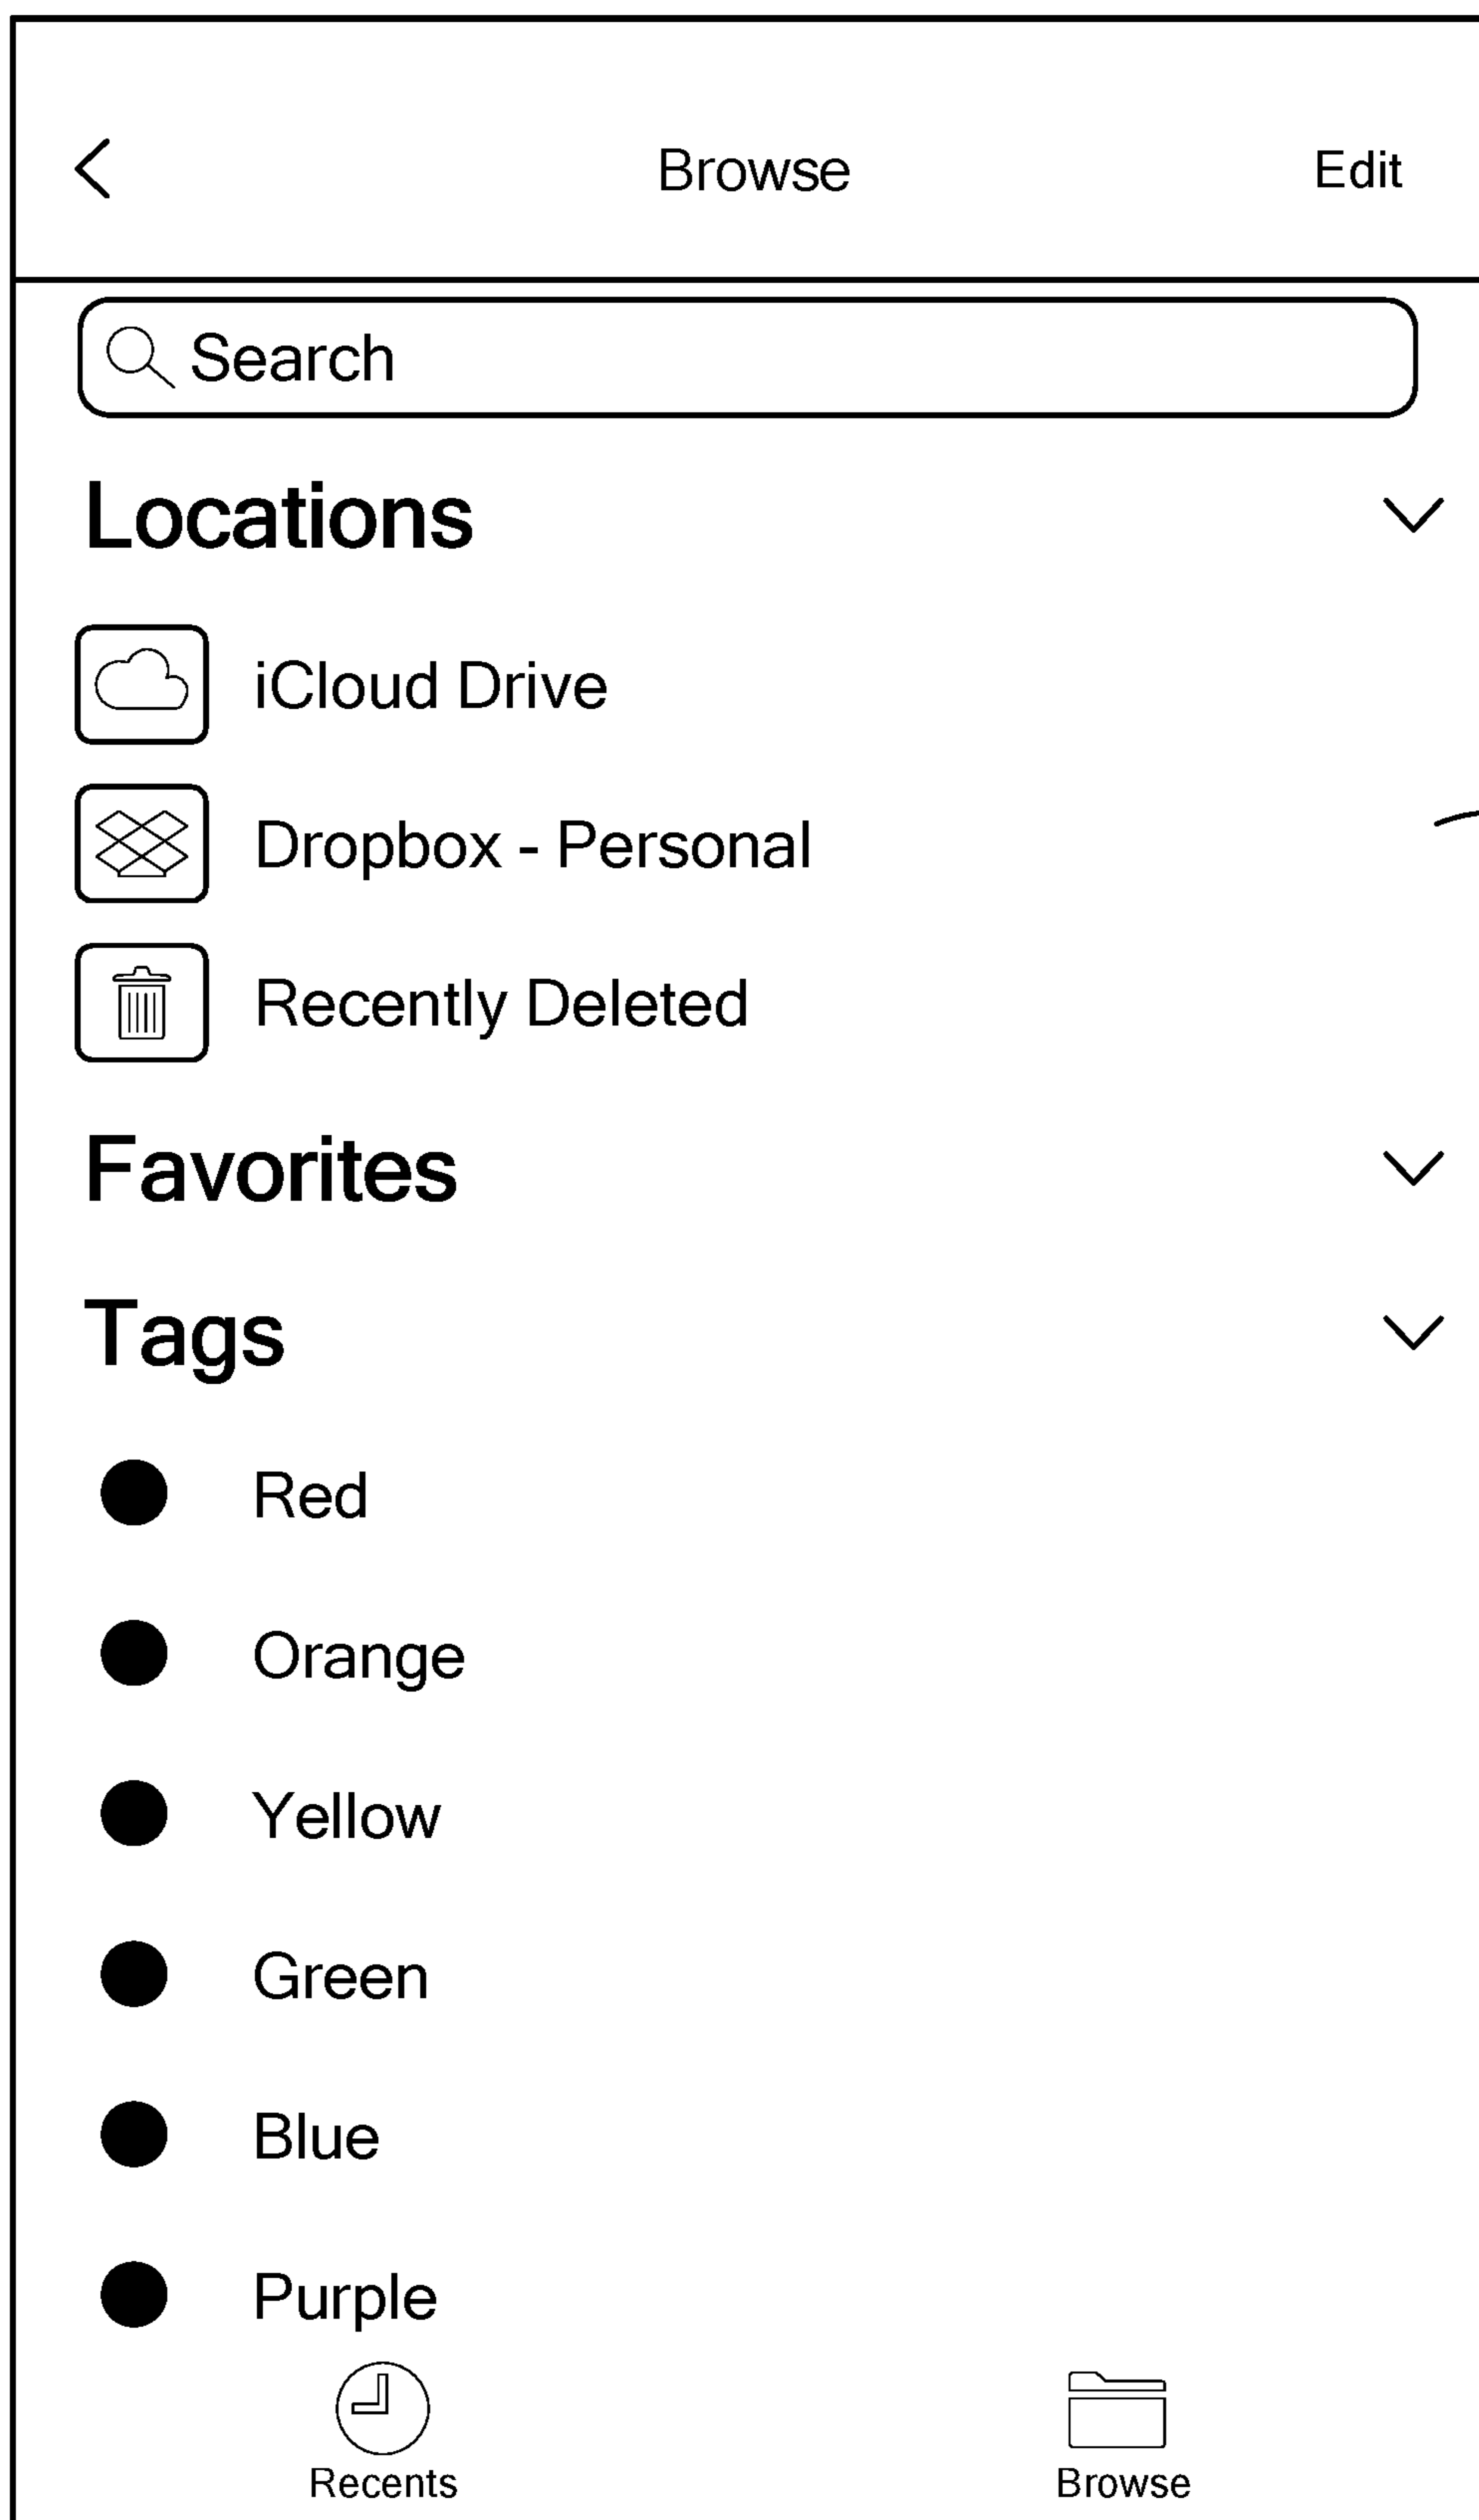 Browse
Edit
Search
Locations
iCloud Drive
Dropbox - Personal
Recently Deleted
Favorites
Tags
Red
Orange
Yellow
Green
Blue
Purple
Recents
Browse